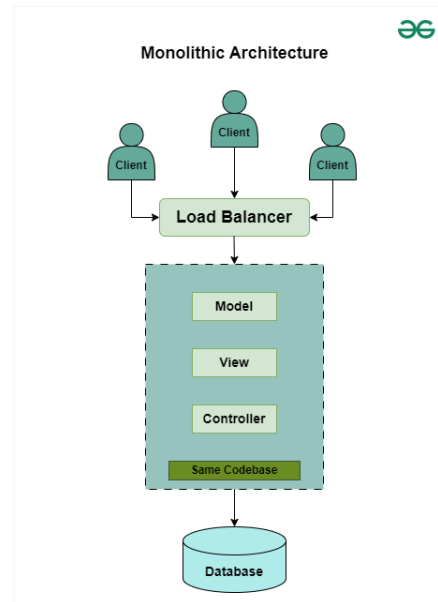 Monolithic Architecture
Client
Client
Client
Load Balancer
Model
View
Controller
Same Codebase
Database